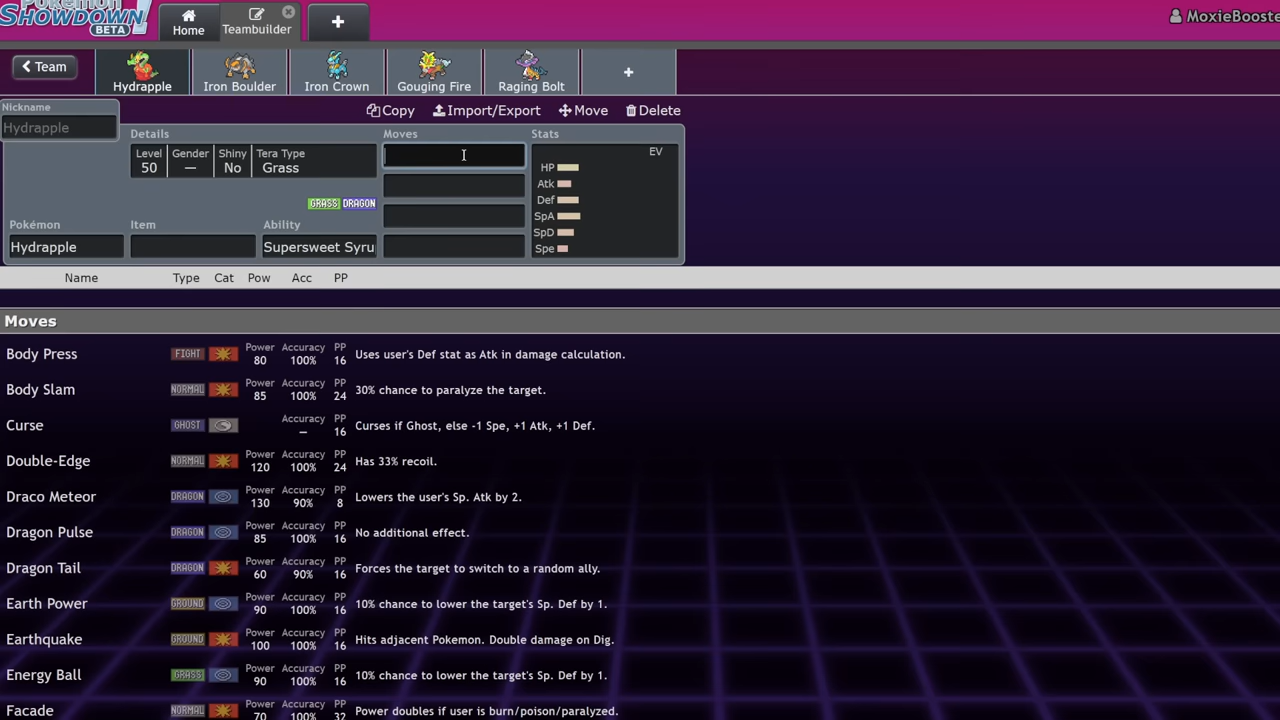 Pokémon
SHOWDOWN!
BETA
Home
Teambuilder
+
MoxieBooste
< Team
Hydrapple
Iron Boulder
Iron Crown
Gouging Fire
Raging Bolt
+
Copy Import/Export Move Delete
Nickname
Hydrapple
Details
Moves
Stats
Level Gender Shiny Tera Type
50 — No Grass
EV
HP
Atk
Def
SpA
SpD
Spe
GRASS DRAGON
Pokémon Item Ability
Hydrapple Supersweet Syru
Name Type Cat Pow Acc PP
Moves
Body Press FIGHT Power 80 Accuracy 100% PP 16 Uses user's Def stat as Atk in damage calculation.
Body Slam NORMAL Power 85 Accuracy 100% PP 24 30% chance to paralyze the target.
Curse GHOST Accuracy — PP 16 Curses if Ghost, else -1 Spe, +1 Atk, +1 Def.
Double-Edge NORMAL Power 120 Accuracy 100% PP 24 Has 33% recoil.
Draco Meteor DRAGON Power 130 Accuracy 90% PP 8 Lowers the user's Sp. Atk by 2.
Dragon Pulse DRAGON Power 85 Accuracy 100% PP 16 No additional effect.
Dragon Tail DRAGON Power 60 Accuracy 90% PP 16 Forces the target to switch to a random ally.
Earth Power GROUND Power 90 Accuracy 100% PP 16 10% chance to lower the target's Sp. Def by 1.
Earthquake GROUND Power 100 Accuracy 100% PP 16 Hits adjacent Pokemon. Double damage on Dig.
Energy Ball GRASS Power 90 Accuracy 100% PP 16 10% chance to lower the target's Sp. Def by 1.
Facade NORMAL Power 70 Accuracy 100% PP 32 Power doubles if user is burn/poison/paralyzed.